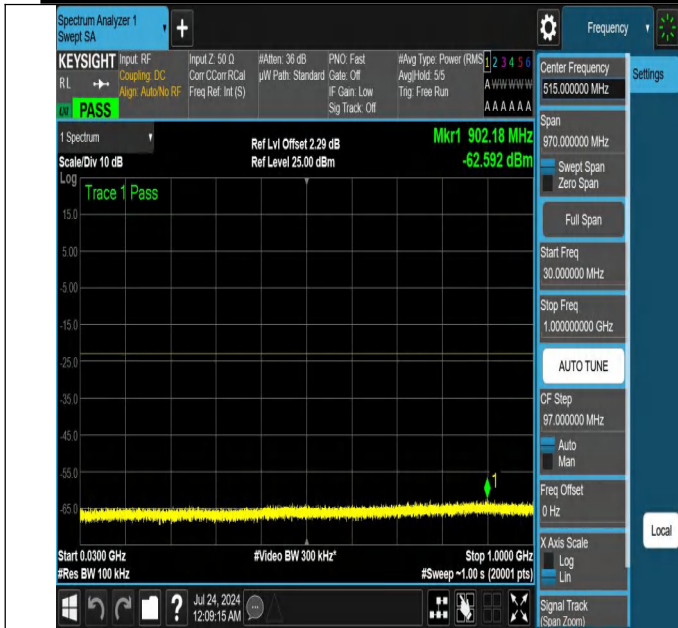 Spectrum Analyzer 1
Swept SA
+
Frequency
KEYSIGHT
RL
PASS
Input: RF
Coupling: DC
Align: Auto/No RF
Input Z: 50 Ω
Corr CCorr RCal
Freq Ref: Int (S)
#Atten: 36 dB
µW Path: Standard
PNO: Fast
Gate: Off
IF Gain: Low
Sig Track: Off
#Avg Type: Power (RMS
Avg|Hold: 5/5
Trig: Free Run
1 2 3 4 5 6
A W W W W W
A A A A A A
Center Frequency
515.000000 MHz
Settings
Span
970.000000 MHz
Swept Span
Zero Span
Full Span
Start Freq
30.000000 MHz
Stop Freq
1.000000000 GHz
AUTO TUNE
CF Step
97.000000 MHz
Auto
Man
Freq Offset
0 Hz
X Axis Scale
Log
Lin
Signal Track
(Span Zoom)
Local
1 Spectrum
Scale/Div 10 dB
Log
Ref Lvl Offset 2.29 dB
Ref Level 25.00 dBm
Mkr1 902.18 MHz
-62.592 dBm
Trace 1 Pass
15.0
5.00
-5.00
-15.0
-25.0
-35.0
-45.0
-55.0
-65.0
1
Start 0.0300 GHz
#Res BW 100 kHz
#Video BW 300 kHz*
Stop 1.0000 GHz
#Sweep ~1.00 s (20001 pts)
?
Jul 24, 2024
12:09:15 AM